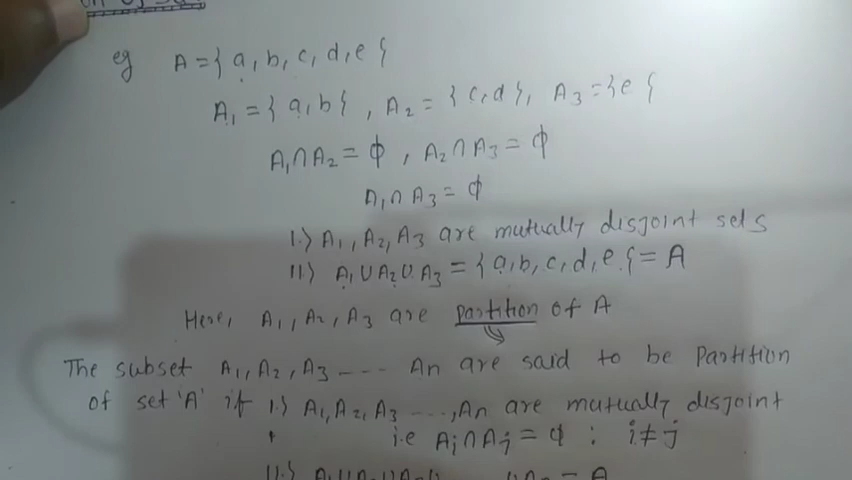 eg A = { a, b, c, d, e {
A₁ = { a, b }, A₂ = { c, d }, A₃ = { e {
A₁ ∩ A₂ = ϕ, A₂ ∩ A₃ = ϕ
A₁ ∩ A₃ = ϕ
I.) A₁, A₂, A₃ are mutually disjoint sets
II) A₁ ∪ A₂ ∪ A₃ = { a, b, c, d, e { = A
Here, A₁, A₂, A₃ are partition of A
The subset A₁, A₂, A₃ ---- An are said to be Partition
of set 'A' if I.) A₁, A₂, A₃ ----, An are mutually disjoint
i.e Ai ∩ Aj = ϕ : i ≠ j
II.) = A